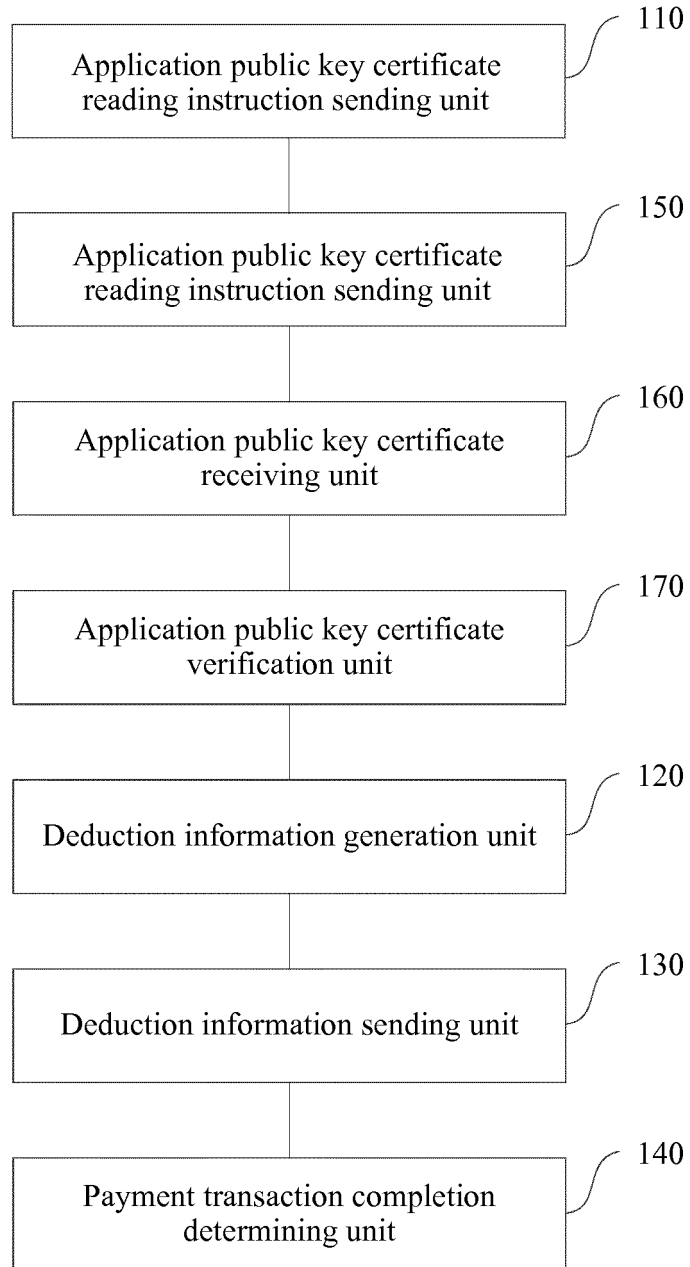 110
Application public key certificate
reading instruction sending unit
150
Application public key certificate
reading instruction sending unit
160
Application public key certificate
receiving unit
170
Application public key certificate
verification unit
120
Deduction information generation unit
130
Deduction information sending unit
140
Payment transaction completion
determining unit